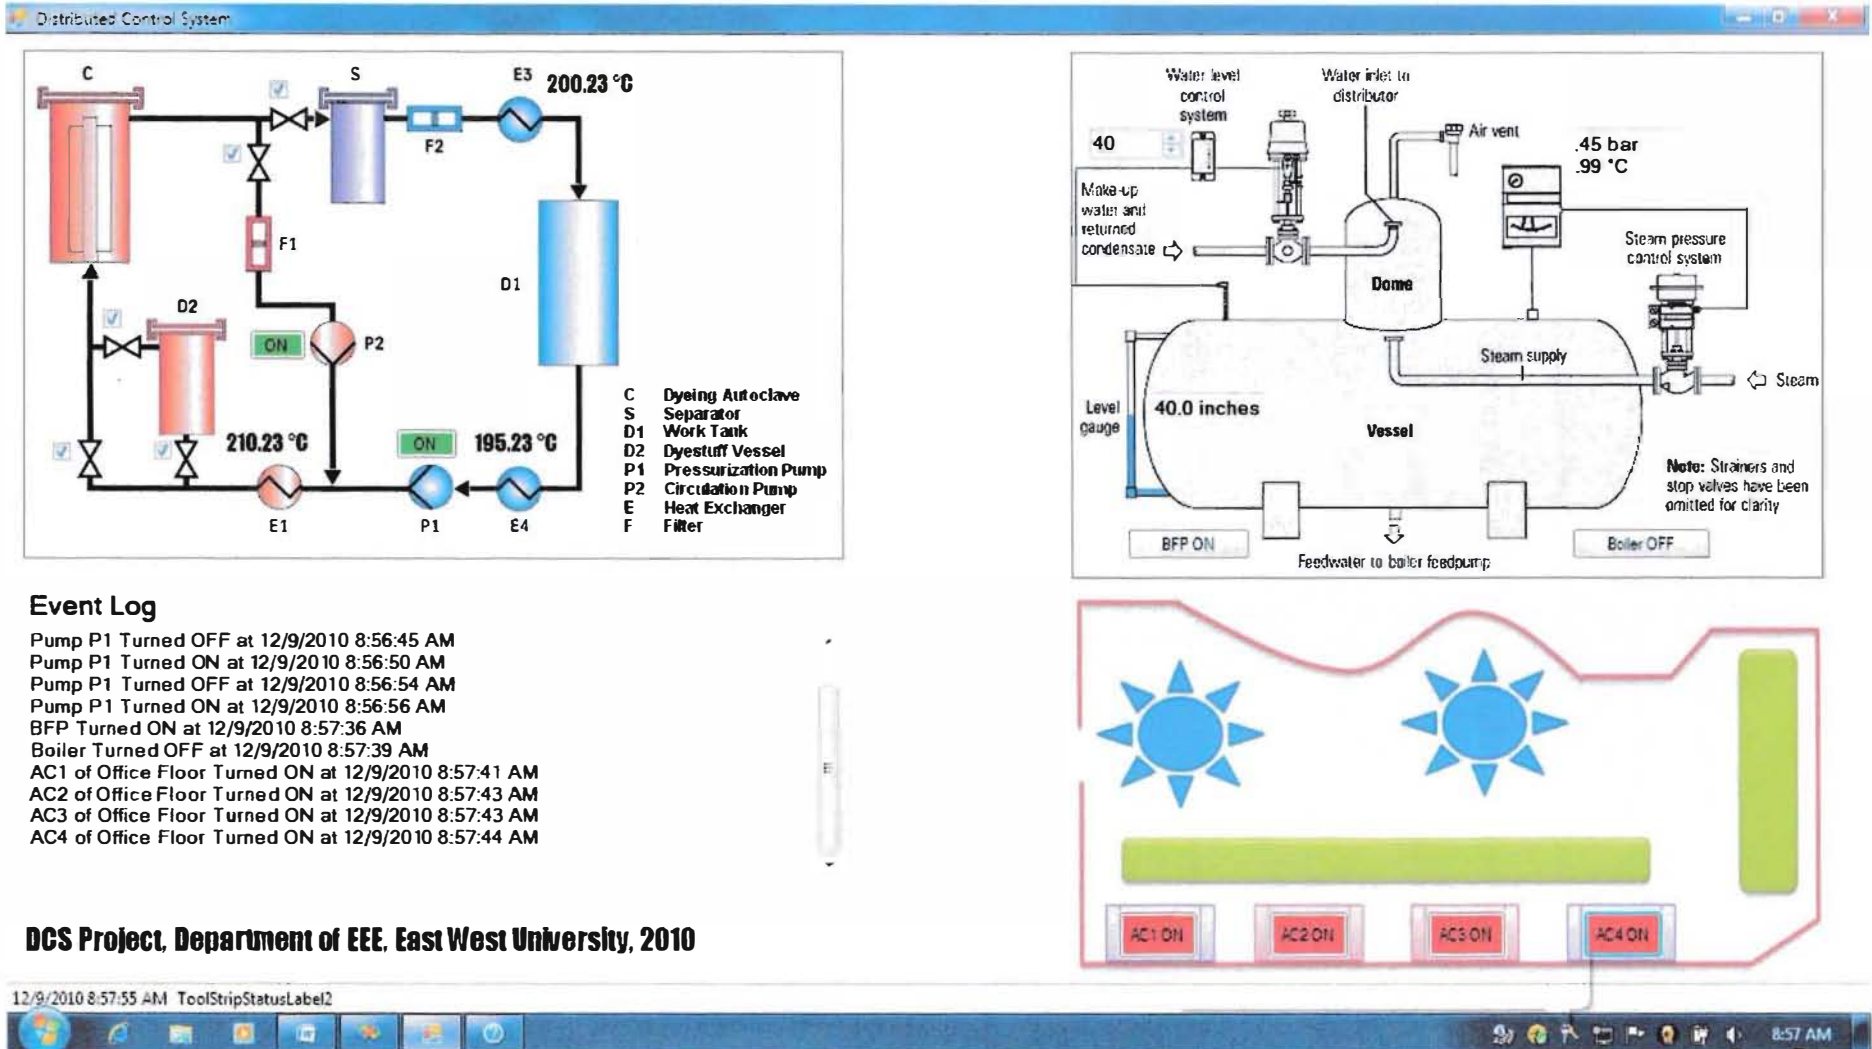 Distributed Control System
C
S
E3
200.23 °C
F2
F1
D1
D2
ON
P2
210.23 °C
ON
195.23 °C
E1
P1
E4
C Dyeing Autoclave
S Separator
D1 Work Tank
D2 Dyestuff Vessel
P1 Pressurization Pump
P2 Circulation Pump
E Heat Exchanger
F Filter
Water level
control
system
Water inlet to
distributor
Air vent
40
.45 bar
.99 °C
Make-up
water and
returned
condensate
Steam pressure
control system
Dome
Steam supply
Steam
Level
gauge
40.0 inches
Vessel
Note: Strainers and
stop valves have been
omitted for clarity
BFP ON
Boiler OFF
Feedwater to boiler feedpump
Event Log
Pump P1 Turned OFF at 12/9/2010 8:56:45 AM
Pump P1 Turned ON at 12/9/2010 8:56:50 AM
Pump P1 Turned OFF at 12/9/2010 8:56:54 AM
Pump P1 Turned ON at 12/9/2010 8:56:56 AM
BFP Turned ON at 12/9/2010 8:57:36 AM
Boiler Turned OFF at 12/9/2010 8:57:39 AM
AC1 of Office Floor Turned ON at 12/9/2010 8:57:41 AM
AC2 of Office Floor Turned ON at 12/9/2010 8:57:43 AM
AC3 of Office Floor Turned ON at 12/9/2010 8:57:43 AM
AC4 of Office Floor Turned ON at 12/9/2010 8:57:44 AM
AC1 ON
AC2 ON
AC3 ON
AC4 ON
DCS Project, Department of EEE, East West University, 2010
12/9/2010 8:57:55 AM ToolStripStatusLabel2
8:57 AM